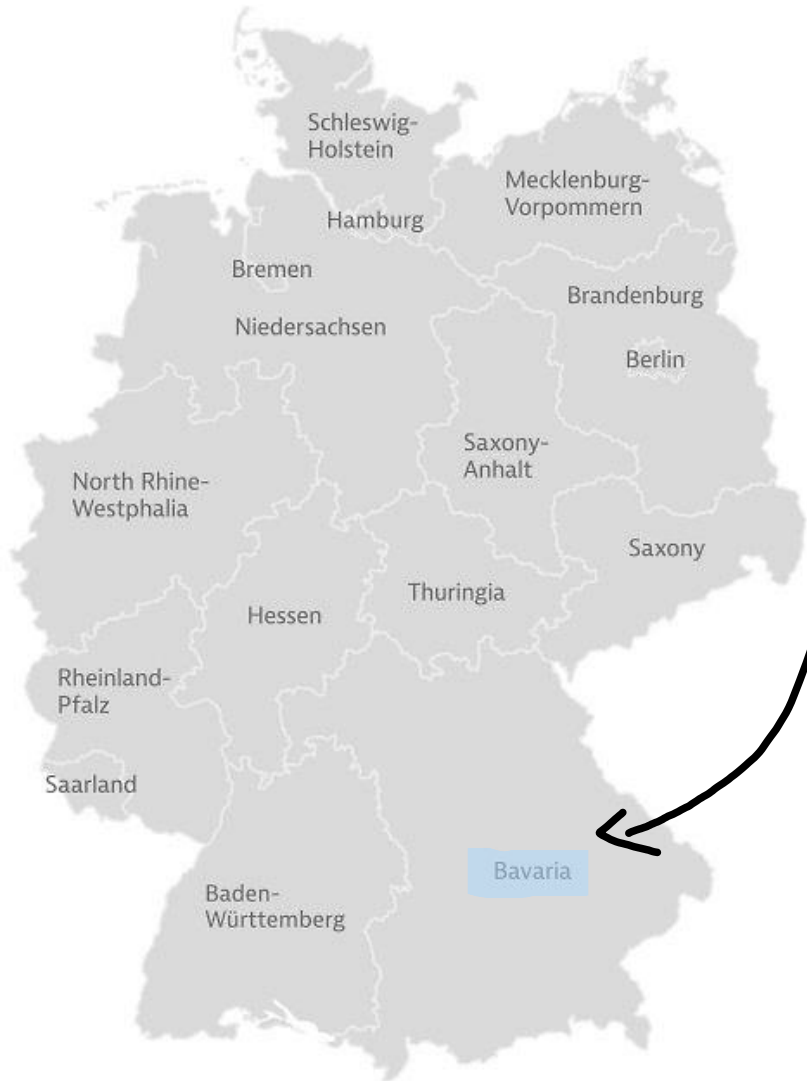 Schleswig-
Holstein
Mecklenburg-
Vorpommern
Hamburg
Bremen
Brandenburg
Niedersachsen
Berlin
Saxony-
Anhalt
North Rhine-
Westphalia
Saxony
Thuringia
Hessen
Rheinland-
Pfalz
Saarland
Bavaria
Baden-
Württemberg